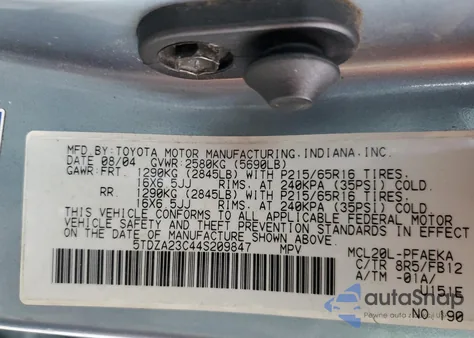 MFD.BY:TOYOTA MOTOR MANUFACTURING.INDIANA.INC.
DATE 08/04 GVWR:2580KG (5690LB)
GAWR:FRT. 1290KG (2845LB) WITH P215/65R16 TIRES.
16X6.5JJ RIMS, AT 240KPA (35PSI) COLD.
RR 1290KG (2845LB) WITH P215/65R16 TIRES.
16X6.5JJ RIMS, AT 240KPA (35PSI) COLD.
THIS VEHICLE CONFORMS TO ALL APPLICABLE FEDERAL MOTOR
VEHICLE SAFETY AND THEFT PREVENTION STANDARDS IN EFFECT
ON THE DATE OF MANUFACTURE SHOWN ABOVE.
5TDZA23C44S209847 MPV MCL20L-PFAEKA
C/TR 8R5/FB12
A/TM -01A/
U151E
NO.190
autoSnap
Pewne auto z USA